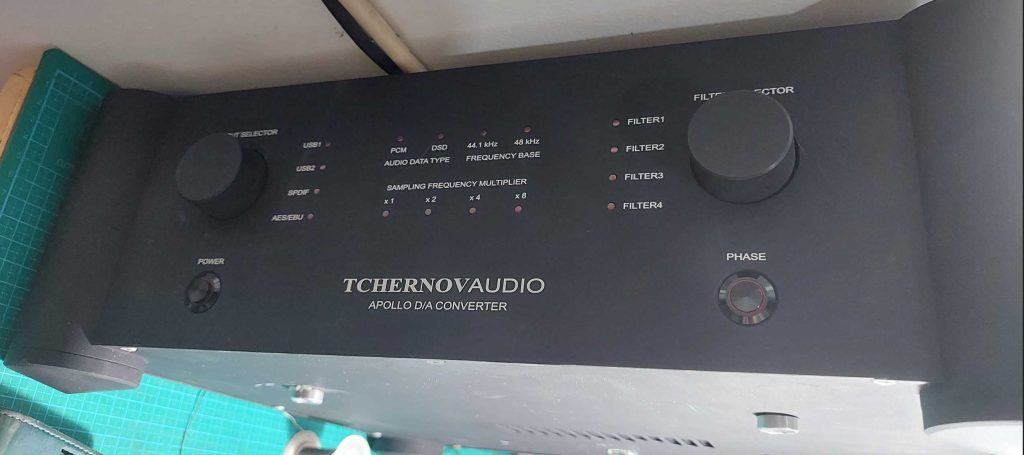 SELECTOR
USB1
USB2
SPDIF
AES/EBU
POWER
PCM DSD 44.1 kHz 48 kHz
AUDIO DATA TYPE FREQUENCY BASE
SAMPLING FREQUENCY MULTIPLIER
x 1 x 2 x 4 x 8
TCHERNOVAUDIO
APOLLO D/A CONVERTER
FILTER1
FILTER2
FILTER3
FILTER4
PHASE